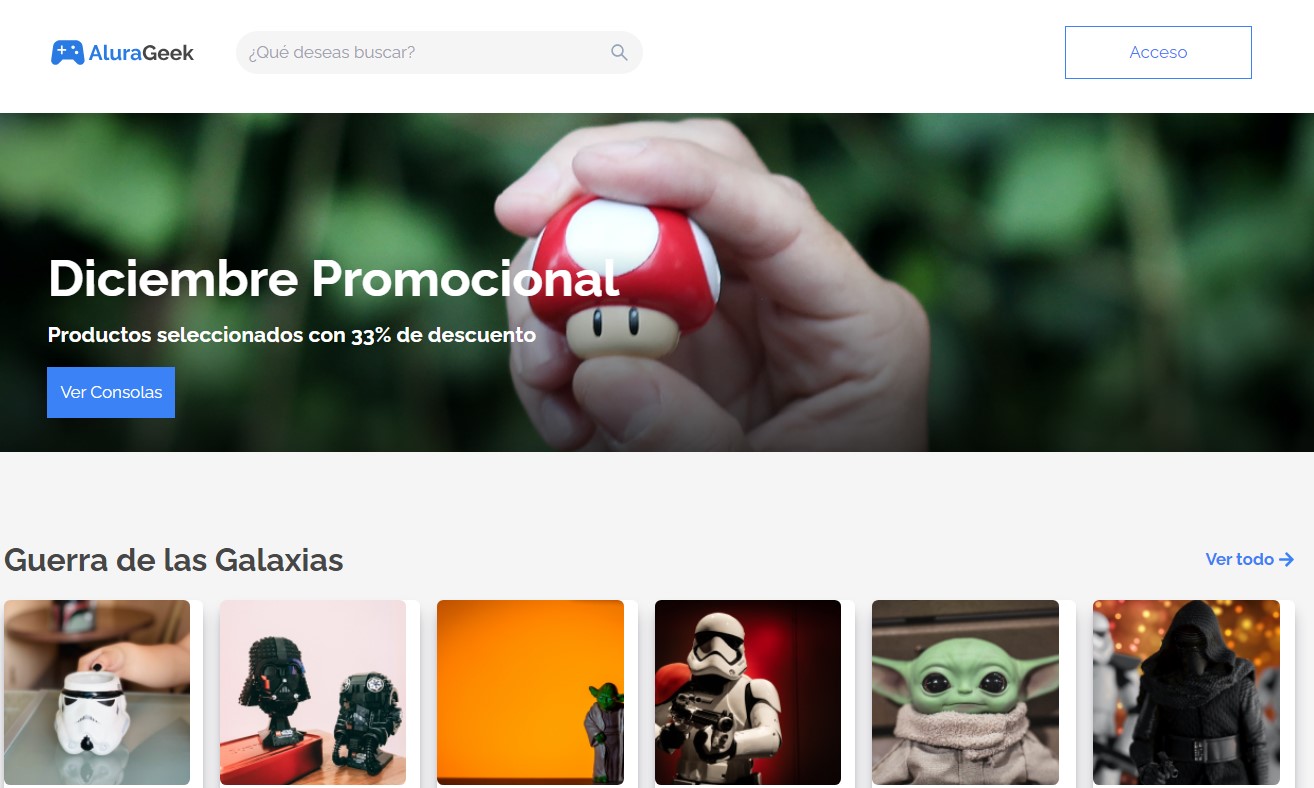 AluraGeek
¿Qué deseas buscar?
Acceso
Diciembre Promocional
Productos seleccionados con 33% de descuento
Ver Consolas
Guerra de las Galaxias
Ver todo